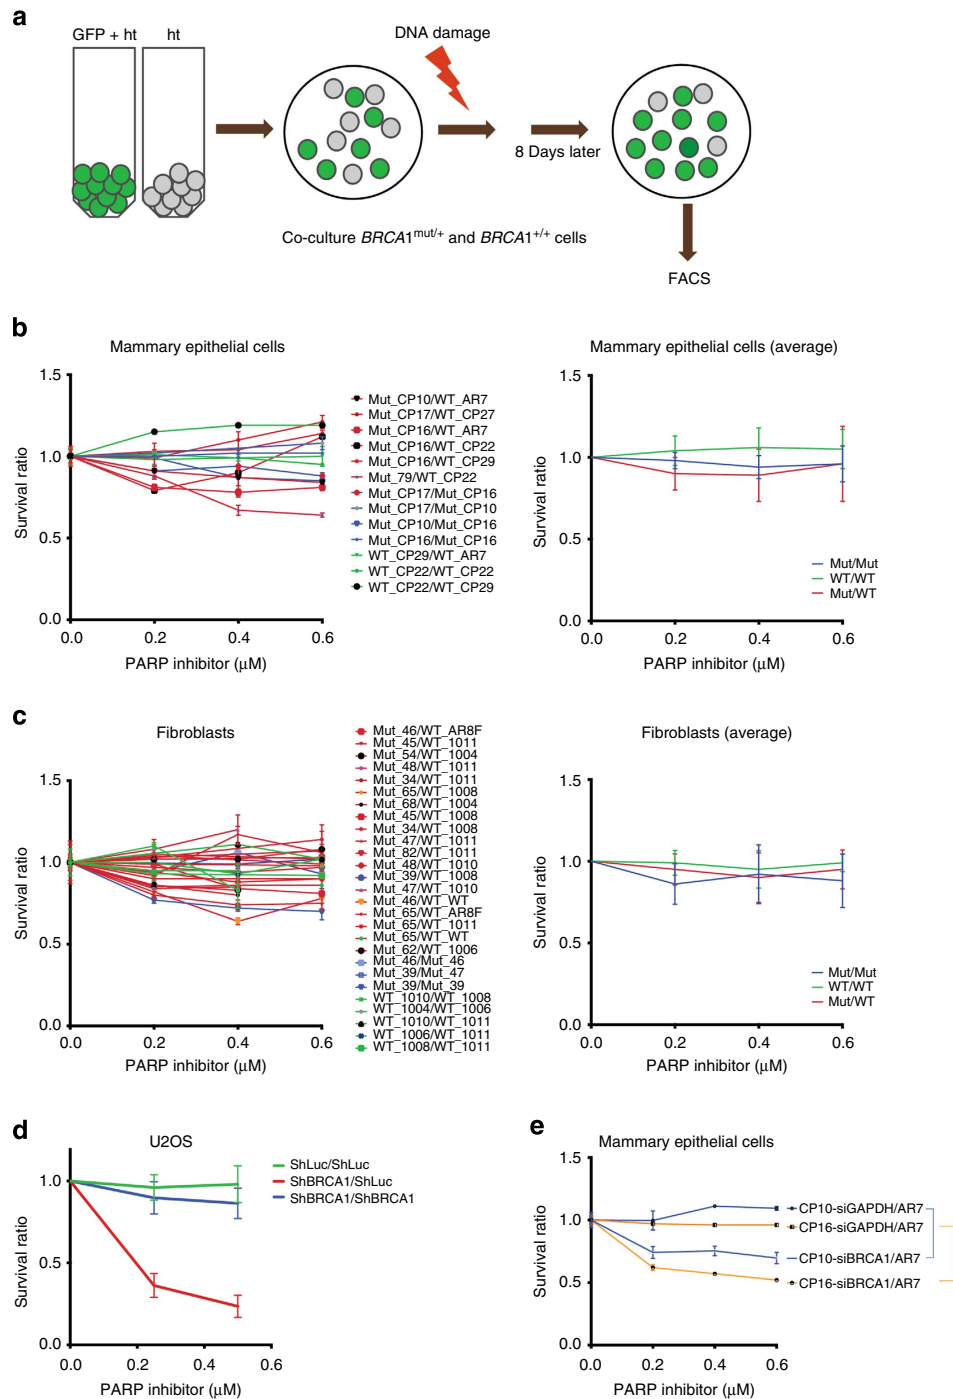 a
GFP + ht
ht
DNA damage
8 Days later
Co-culture BRCA1mut/+ and BRCA1+/+ cells
FACS
b
Mammary epithelial cells
Survival ratio
1.5
1.0
0.5
0.0
0.0
0.2
0.4
0.6
PARP inhibitor (μM)
Mut_CP10/WT_AR7
Mut_CP17/WT_CP27
Mut_CP16/WT_AR7
Mut_CP16/WT_CP22
Mut_CP16/WT_CP29
Mut_79/WT_CP22
Mut_CP17/Mut_CP16
Mut_CP17/Mut_CP10
Mut_CP10/Mut_CP16
Mut_CP16/Mut_CP16
WT_CP29/WT_AR7
WT_CP22/WT_CP22
WT_CP22/WT_CP29
Mammary epithelial cells (average)
Survival ratio
1.5
1.0
0.5
0.0
0.0
0.2
0.4
0.6
PARP inhibitor (μM)
Mut/Mut
WT/WT
Mut/WT
c
Fibroblasts
Survival ratio
1.5
1.0
0.5
0.0
0.0
0.2
0.4
0.6
PARP inhibitor (μM)
Mut_46/WT_AR8F
Mut_45/WT_1011
Mut_54/WT_1004
Mut_48/WT_1011
Mut_34/WT_1011
Mut_65/WT_1008
Mut_68/WT_1004
Mut_45/WT_1008
Mut_34/WT_1008
Mut_47/WT_1011
Mut_82/WT_1011
Mut_48/WT_1010
Mut_39/WT_1008
Mut_47/WT_1010
Mut_46/WT_WT
Mut_65/WT_AR8F
Mut_65/WT_1011
Mut_65/WT_WT
Mut_62/WT_1006
Mut_46/Mut_46
Mut_39/Mut_47
Mut_39/Mut_39
WT_1010/WT_1008
WT_1004/WT_1006
WT_1010/WT_1011
WT_1006/WT_1011
WT_1008/WT_1011
Fibroblasts (average)
Survival ratio
1.5
1.0
0.5
0.0
0.0
0.2
0.4
0.6
PARP inhibitor (μM)
Mut/Mut
WT/WT
Mut/WT
d
U2OS
Survival ratio
1.0
0.5
0.0
0.0
0.2
0.4
0.6
PARP inhibitor (μM)
ShLuc/ShLuc
ShBRCA1/ShLuc
ShBRCA1/ShBRCA1
e
Mammary epithelial cells
Survival ratio
1.5
1.0
0.5
0.0
0.2
0.4
0.6
PARP inhibitor (μM)
CP10-siGAPDH/AR7
CP16-siGAPDH/AR7
CP10-siBRCA1/AR7
CP16-siBRCA1/AR7